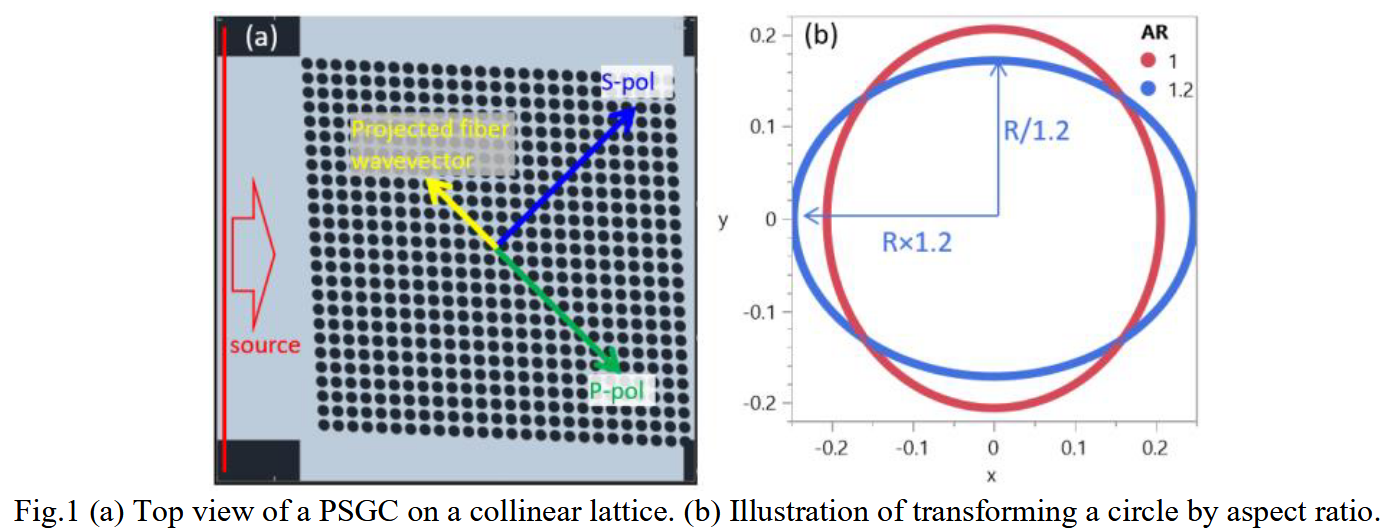 (a)
S-pol
Projected fiber
wavevector
source
P-pol
(b)
AR
1
1.2
R/1.2
R×1.2
y
0.2
0.1
0
-0.1
-0.2
-0.2
-0.1
0
0.1
0.2
x
Fig.1 (a) Top view of a PSGC on a collinear lattice. (b) Illustration of transforming a circle by aspect ratio.